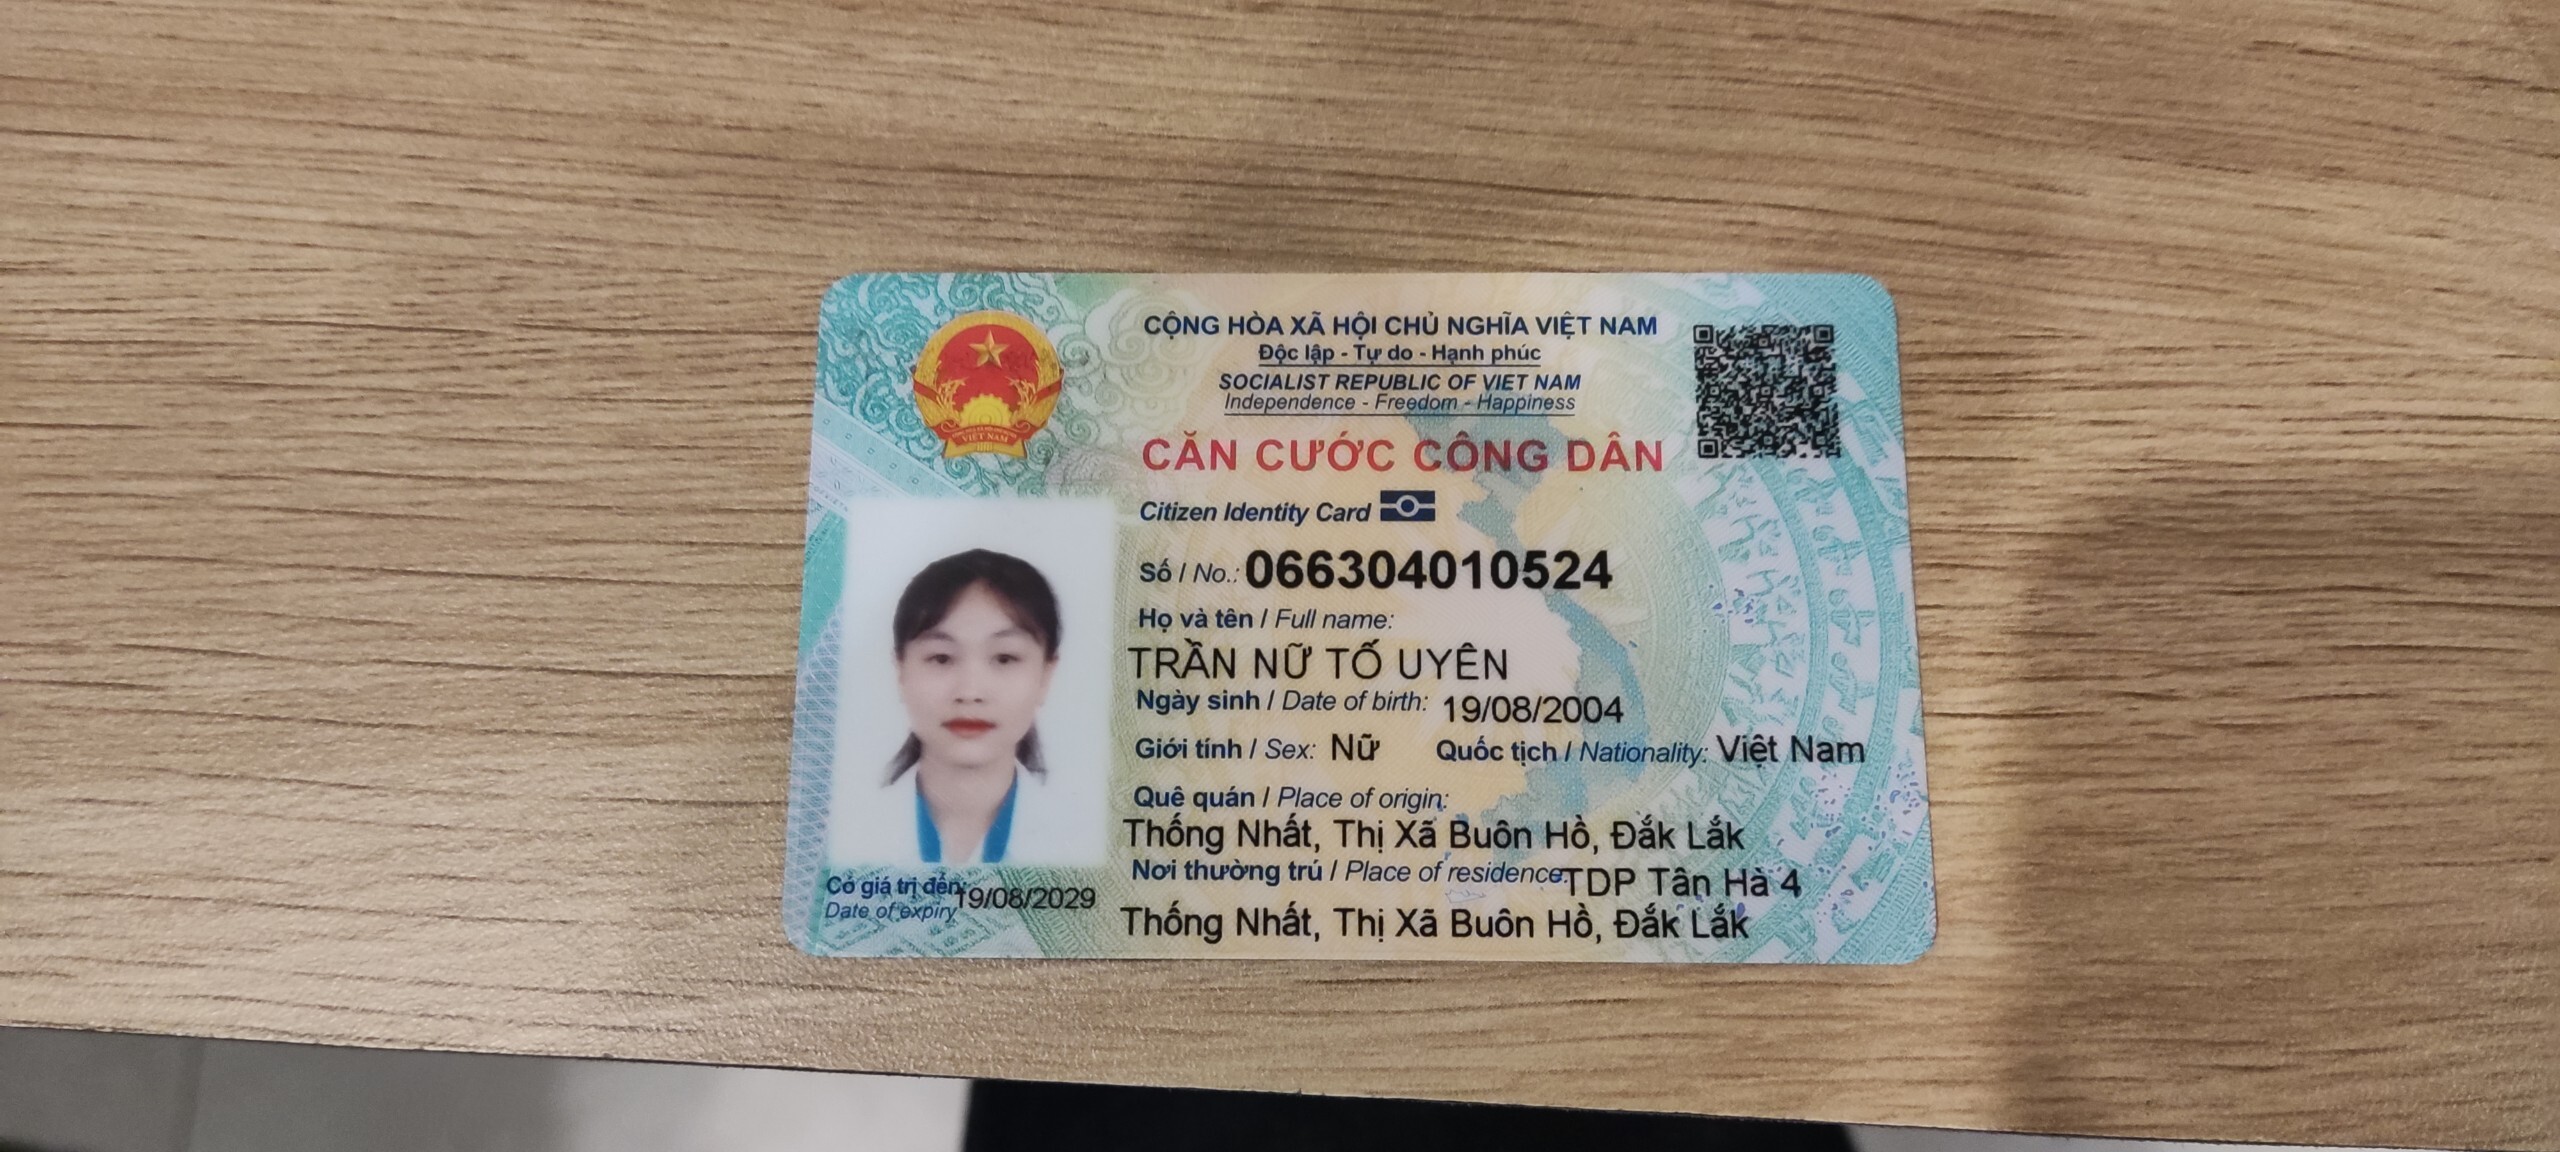 CỘNG HÒA XÃ HỘI CHỦ NGHĨA VIỆT NAM
Độc lập - Tự do - Hạnh phúc
SOCIALIST REPUBLIC OF VIET NAM
Independence - Freedom - Happiness
CĂN CƯỚC CÔNG DÂN
Citizen Identity Card
Số / No.: 066304010524
Họ và tên / Full name:
TRẦN NỮ TỐ UYÊN
Ngày sinh / Date of birth: 19/08/2004
Giới tính / Sex: Nữ Quốc tịch / Nationality: Việt Nam
Quê quán / Place of origin:
Thống Nhất, Thị Xã Buôn Hồ, Đắk Lắk
Nơi thường trú / Place of residence: TDP Tân Hà 4
Thống Nhất, Thị Xã Buôn Hồ, Đắk Lắk
Có giá trị đến: 19/08/2029
Date of expiry
VIỆT NAM